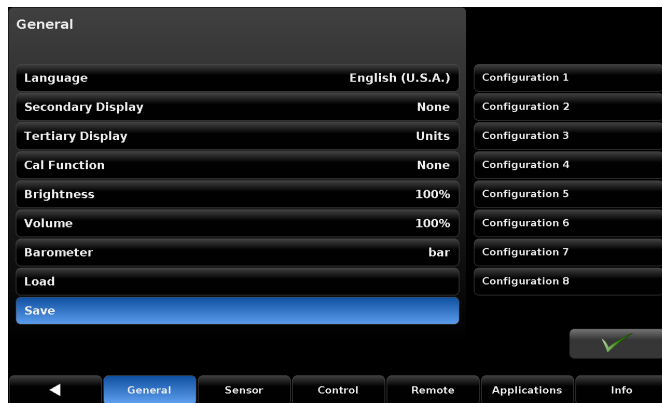 General
Language English (U.S.A.)
Secondary Display None
Tertiary Display Units
Cal Function None
Brightness 100%
Volume 100%
Barometer bar
Load
Save
Configuration 1
Configuration 2
Configuration 3
Configuration 4
Configuration 5
Configuration 6
Configuration 7
Configuration 8
General Sensor Control Remote Applications Info